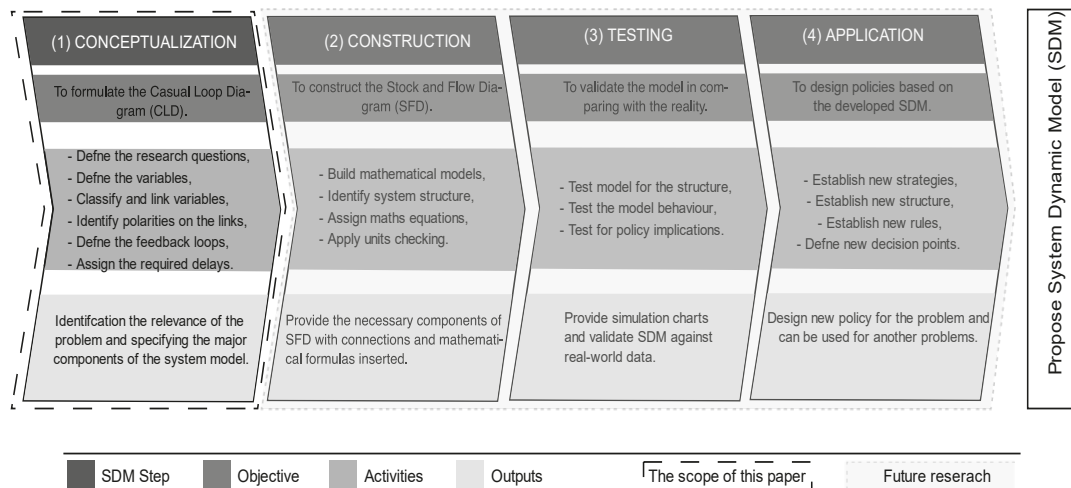 (1) CONCEPTUALIZATION
To formulate the Casual Loop Dia-
gram (CLD).
- Defne the research questions,
- Defne the variables,
- Classify and link variables,
- Identify polarities on the links,
- Defne the feedback loops,
- Assign the required delays.
Identifcation the relevance of the
problem and specifying the major
components of the system model.
(2) CONSTRUCTION
To construct the Stock and Flow Dia-
gram (SFD).
- Build mathematical models,
- Identify system structure,
- Assign maths equations,
- Apply units checking.
Provide the necessary components of
SFD with connections and mathemati-
cal formulas inserted.
(3) TESTING
To validate the model in com-
paring with the reality.
- Test model for the structure,
- Test the model behaviour,
- Test for policy implications.
Provide simulation charts
and validate SDM against
real-world data.
(4) APPLICATION
To design policies based on
the developed SDM.
- Establish new strategies,
- Establish new structure,
- Establish new rules,
- Defne new decision points.
Design new policy for the problem and
can be used for another problems.
Propose System Dynamic Model (SDM)
SDM Step
Objective
Activities
Outputs
The scope of this paper
Future reserach